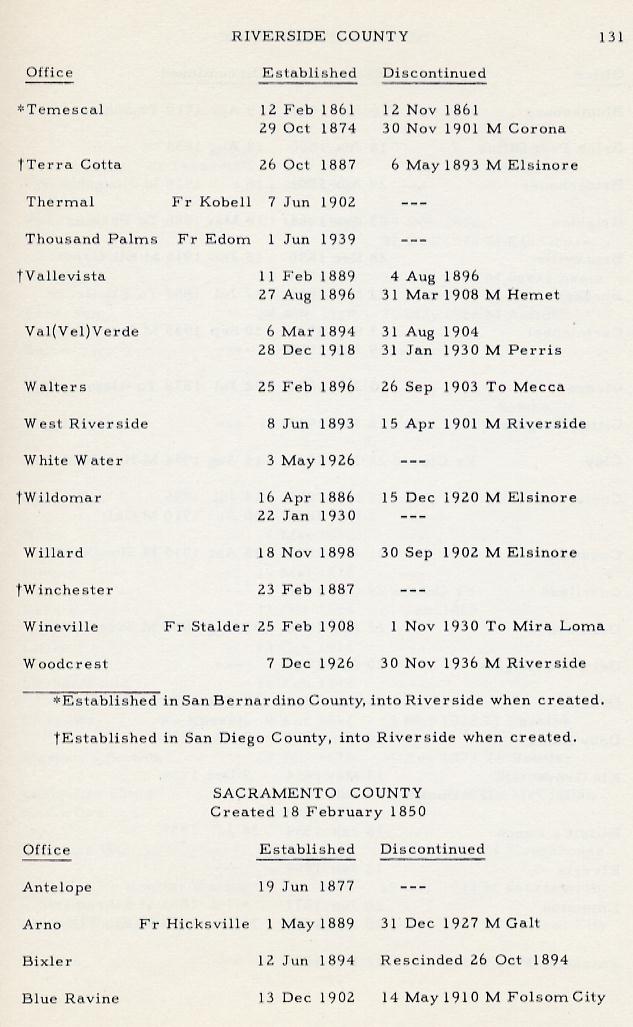 RIVERSIDE COUNTY 131
Office Established Discontinued
*Temescal 12 Feb 1861 12 Nov 1861
29 Oct 1874 30 Nov 1901 M Corona
†Terra Cotta 26 Oct 1887 6 May 1893 M Elsinore
Thermal Fr Kobell 7 Jun 1902 ---
Thousand Palms Fr Edom 1 Jun 1939 ---
†Vallevista 11 Feb 1889 4 Aug 1896
27 Aug 1896 31 Mar 1908 M Hemet
Val(Vel)Verde 6 Mar 1894 31 Aug 1904
28 Dec 1918 31 Jan 1930 M Perris
Walters 25 Feb 1896 26 Sep 1903 To Mecca
West Riverside 8 Jun 1893 15 Apr 1901 M Riverside
White Water 3 May 1926 ---
†Wildomar 16 Apr 1886 15 Dec 1920 M Elsinore
22 Jan 1930 ---
Willard 18 Nov 1898 30 Sep 1902 M Elsinore
†Winchester 23 Feb 1887 ---
Wineville Fr Stalder 25 Feb 1908 1 Nov 1930 To Mira Loma
Woodcrest 7 Dec 1926 30 Nov 1936 M Riverside
*Established in San Bernardino County, into Riverside when created.
†Established in San Diego County, into Riverside when created.
SACRAMENTO COUNTY
Created 18 February 1850
Office Established Discontinued
Antelope 19 Jun 1877 ---
Arno Fr Hicksville 1 May 1889 31 Dec 1927 M Galt
Bixler 12 Jun 1894 Rescinded 26 Oct 1894
Blue Ravine 13 Dec 1902 14 May 1910 M Folsom City